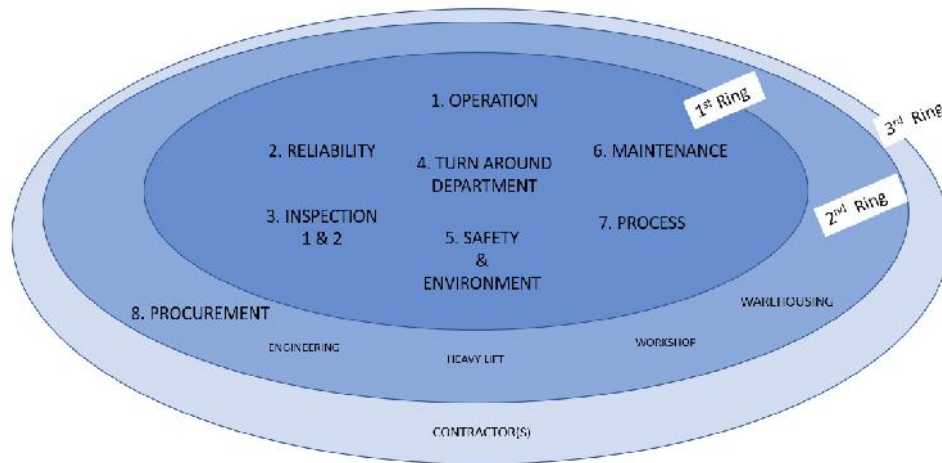 1. OPERATION
1st Ring
3rd Ring
2. RELIABILITY
4. TURN AROUND
DEPARTMENT
6. MAINTENANCE
3. INSPECTION
1 & 2
5. SAFETY
&
ENVIRONMENT
7. PROCESS
2nd Ring
8. PROCUREMENT
ENGINEERING
HEAVY LIFT
WORKSHOP
WAREHOUSING
CONTRACTOR(S)